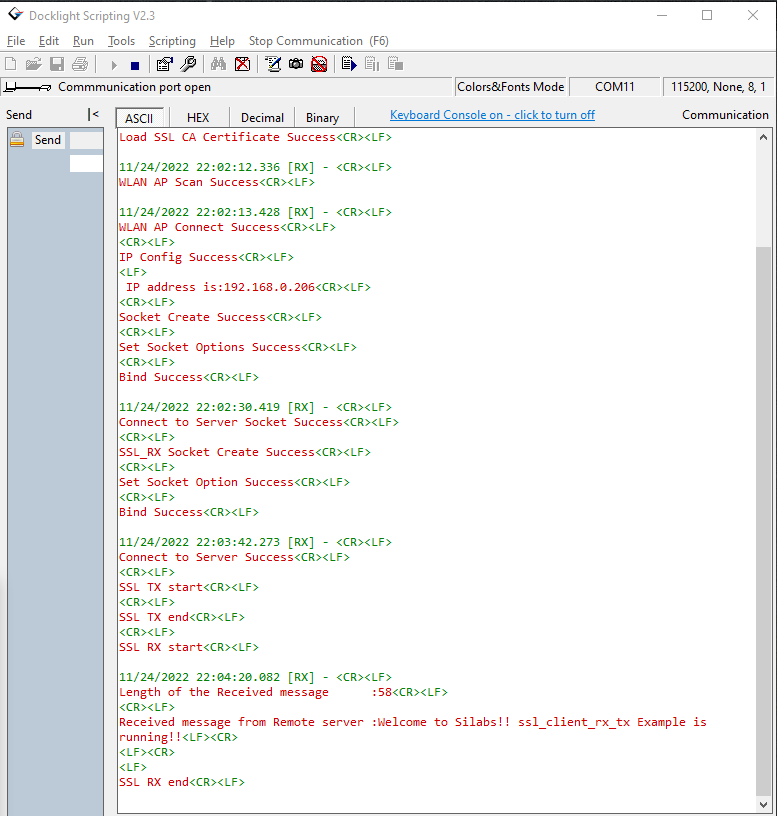 Docklight Scripting V2.3
File Edit Run Tools Scripting Help Stop Communication (F6)
Commmunication port open Colors&Fonts Mode COM11 115200, None, 8, 1
Send |< ASCII HEX Decimal Binary Keyboard Console on - click to turn off Communication
Send
Load SSL CA Certificate Success<CR><LF>
11/24/2022 22:02:12.336 [RX] - <CR><LF>
WLAN AP Scan Success<CR><LF>
11/24/2022 22:02:13.428 [RX] - <CR><LF>
WLAN AP Connect Success<CR><LF>
<CR><LF>
IP Config Success<CR><LF>
<LF>
IP address is:192.168.0.206<CR><LF>
<CR><LF>
Socket Create Success<CR><LF>
<CR><LF>
Set Socket Options Success<CR><LF>
<CR><LF>
Bind Success<CR><LF>
11/24/2022 22:02:30.419 [RX] - <CR><LF>
Connect to Server Socket Success<CR><LF>
<CR><LF>
SSL_RX Socket Create Success<CR><LF>
<CR><LF>
Set Socket Option Success<CR><LF>
<CR><LF>
Bind Success<CR><LF>
11/24/2022 22:03:42.273 [RX] - <CR><LF>
Connect to Server Success<CR><LF>
<CR><LF>
SSL TX start<CR><LF>
<CR><LF>
SSL TX end<CR><LF>
<CR><LF>
SSL RX start<CR><LF>
11/24/2022 22:04:20.082 [RX] - <CR><LF>
Length of the Received message :58<CR><LF>
<CR><LF>
Received message from Remote server :Welcome to Silabs!! ssl_client_rx_tx Example is
running!!<LF><CR>
<LF><CR>
<LF>
SSL RX end<CR><LF>